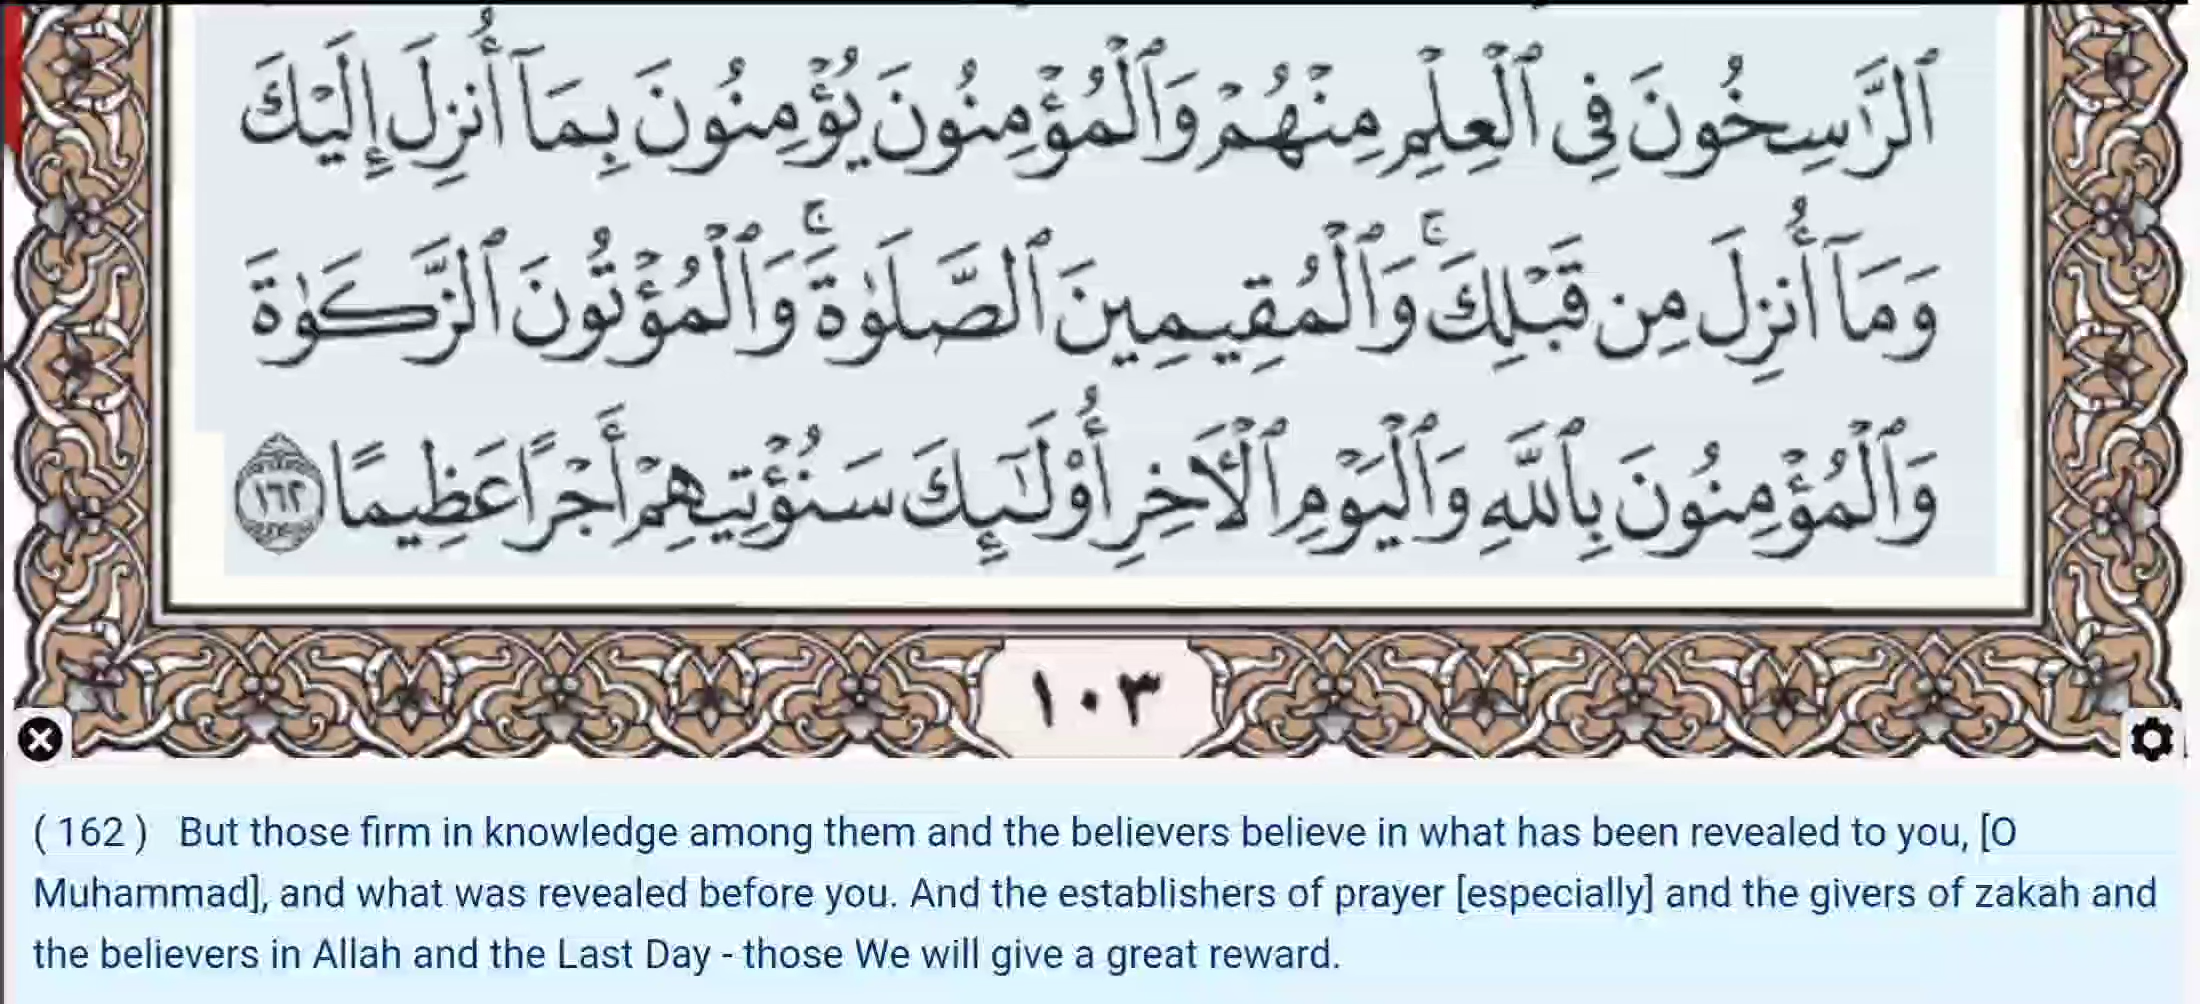 ٱلرَّٰسِخُونَ فِى ٱلْعِلْمِ مِنْهُمْ وَٱلْمُؤْمِنُونَ يُؤْمِنُونَ بِمَآ أُنزِلَ إِلَيْكَ
وَمَآ أُنزِلَ مِن قَبْلِكَ ۚ وَٱلْمُقِيمِينَ ٱلصَّلَوٰةَ ۚ وَٱلْمُؤْتُونَ ٱلزَّكَوٰةَ
وَٱلْمُؤْمِنُونَ بِٱللَّهِ وَٱلْيَوْمِ ٱلْـَٔاخِرِ أُو۟لَـٰٓئِكَ سَنُؤْتِيهِمْ أَجْرًا عَظِيمًا ١٦٢
١٠٣
( 162 ) But those firm in knowledge among them and the believers believe in what has been revealed to you, [O
Muhammad], and what was revealed before you. And the establishers of prayer [especially] and the givers of zakah and
the believers in Allah and the Last Day - those We will give a great reward.